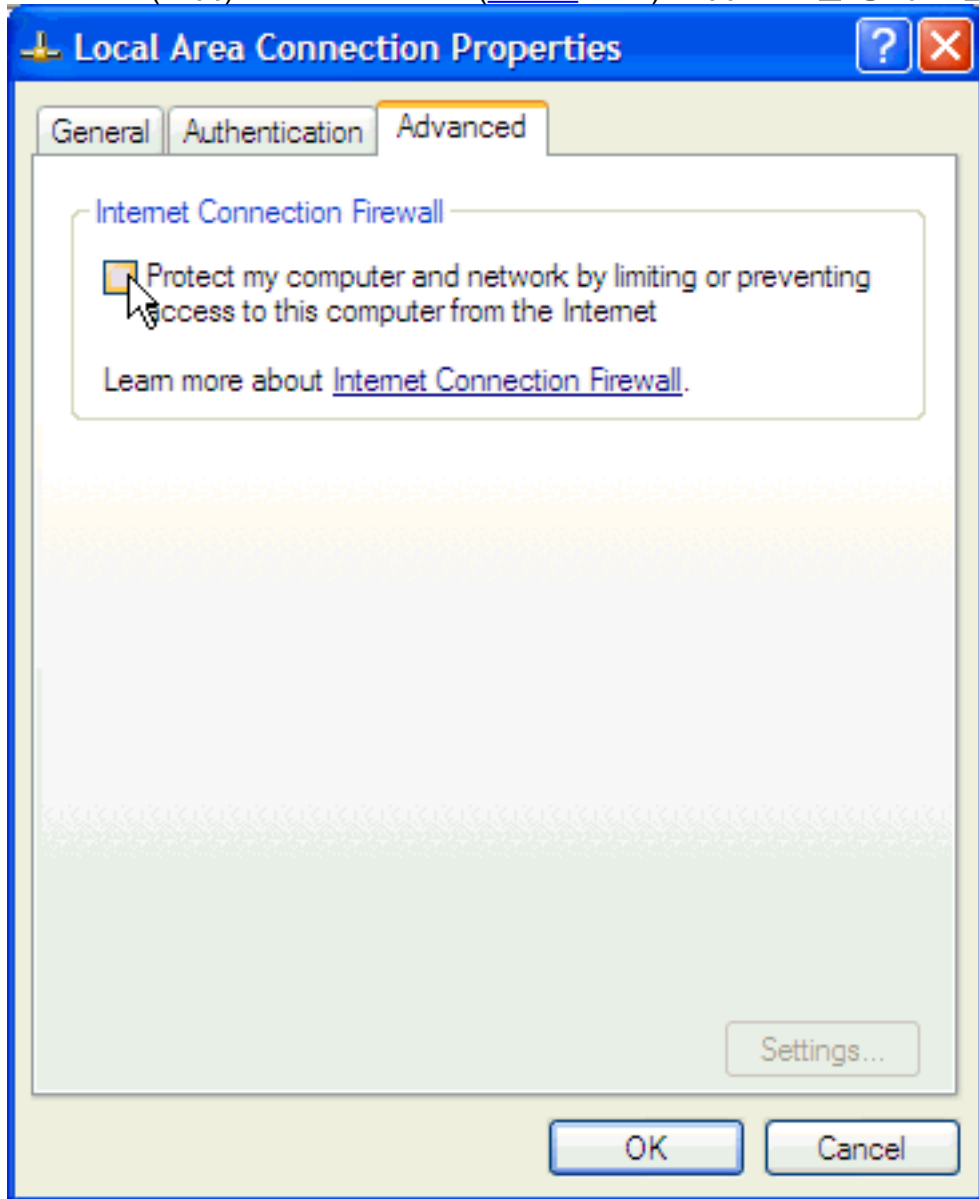 Local Area Connection Properties
General Authentication Advanced
Internet Connection Firewall
Protect my computer and network by limiting or preventing
access to this computer from the Internet
Learn more about Internet Connection Firewall.
Settings...
OK Cancel